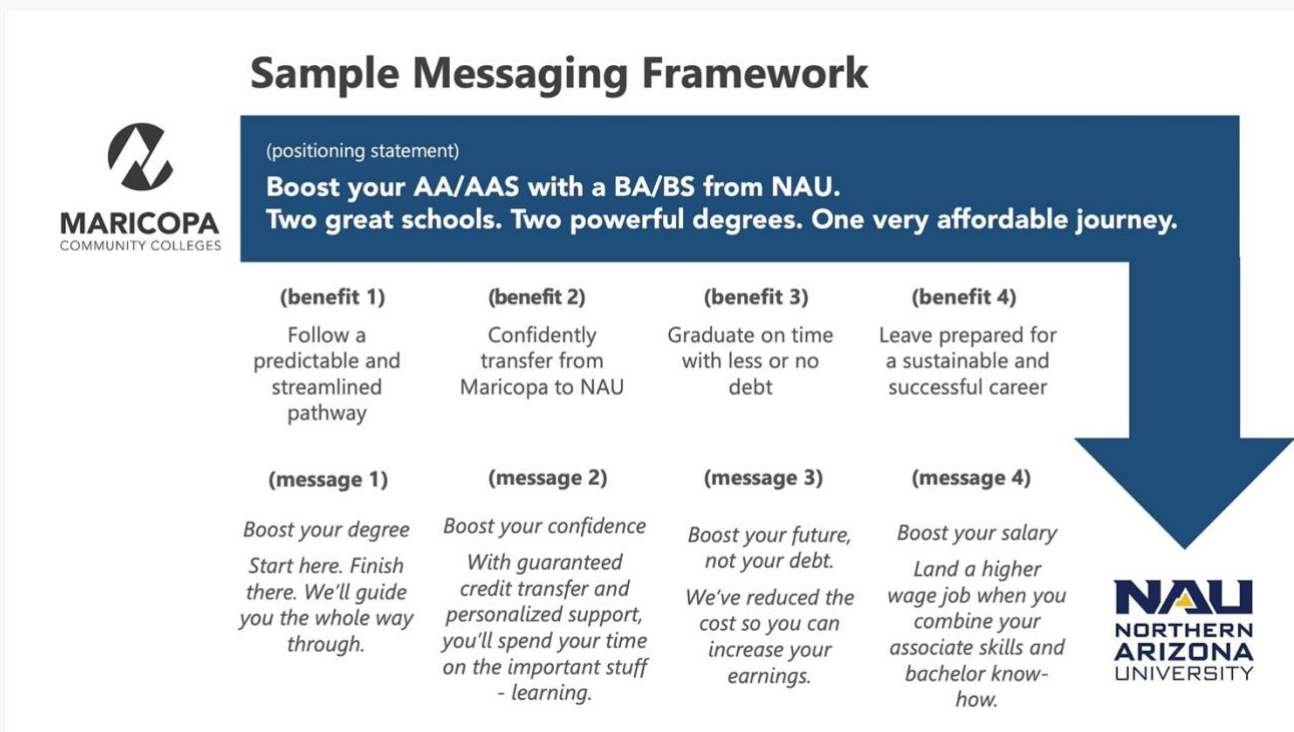 Sample Messaging Framework
MARICOPA
COMMUNITY COLLEGES
(positioning statement)
Boost your AA/AAS with a BA/BS from NAU.
Two great schools. Two powerful degrees. One very affordable journey.
(benefit 1)
Follow a
predictable and
streamlined
pathway
(benefit 2)
Confidently
transfer from
Maricopa to NAU
(benefit 3)
Graduate on time
with less or no
debt
(benefit 4)
Leave prepared for
a sustainable and
successful career
(message 1)
Boost your degree
Start here. Finish
there. We'll guide
you the whole way
through.
(message 2)
Boost your confidence
With guaranteed
credit transfer and
personalized support,
you'll spend your time
on the important stuff
- learning.
(message 3)
Boost your future,
not your debt.
We've reduced the
cost so you can
increase your
earnings.
(message 4)
Boost your salary
Land a higher
wage job when you
combine your
associate skills and
bachelor know-
how.
NAU
NORTHERN
ARIZONA
UNIVERSITY